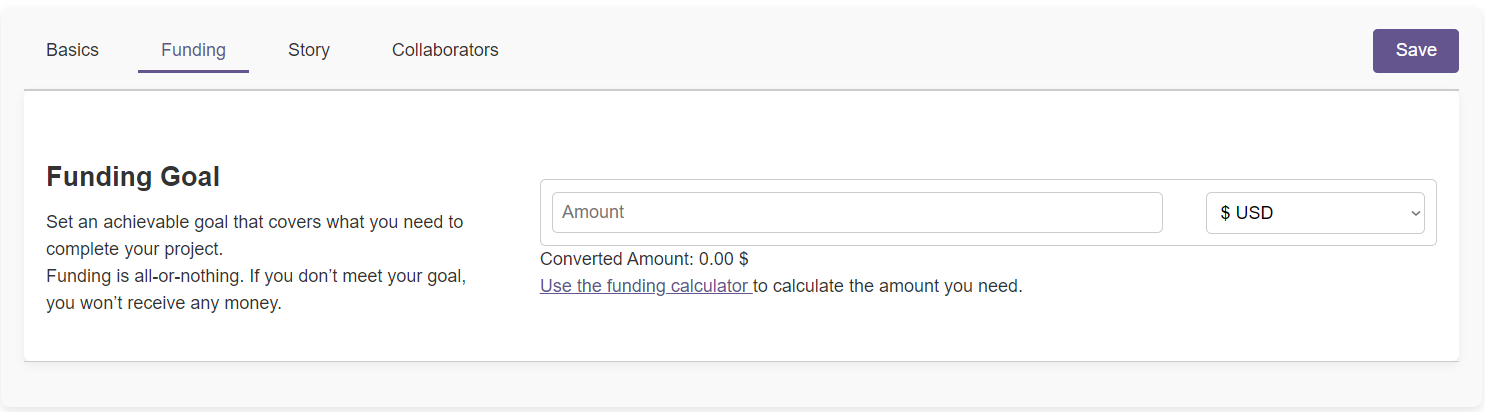 Basics Funding Story Collaborators Save
Funding Goal
Set an achievable goal that covers what you need to
complete your project.
Funding is all-or-nothing. If you don’t meet your goal,
you won’t receive any money.
Amount $ USD
Converted Amount: 0.00 $
Use the funding calculator to calculate the amount you need.